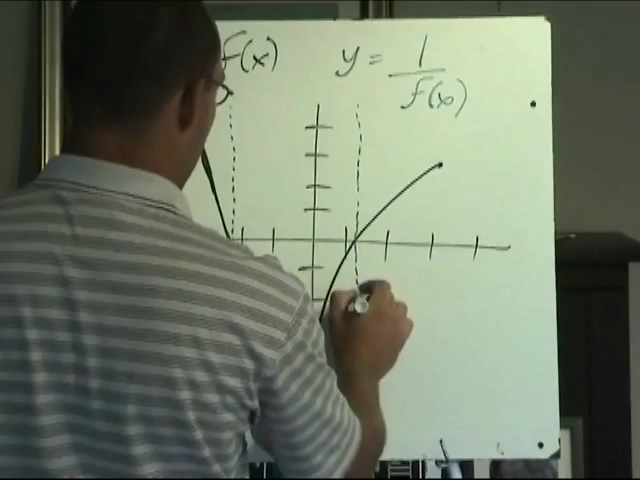 f(x)
y = 1/f(x)